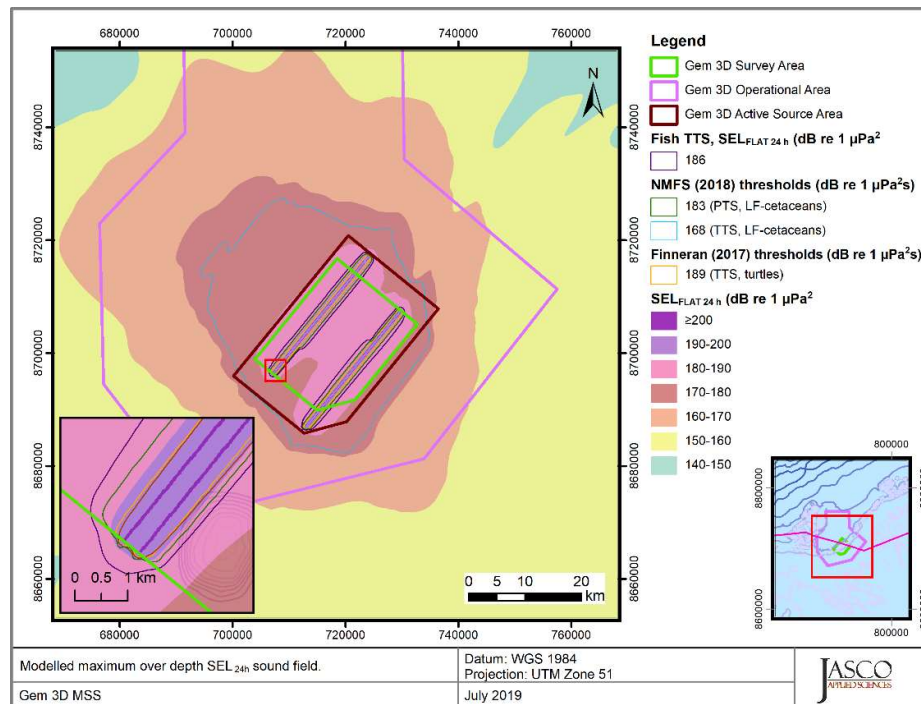 680000 700000 720000 740000 760000
8740000
8720000
8700000
8680000
8660000
N
0 0.5 1
km
0 5 10 20
km
680000 700000 720000 740000 760000
Legend
Gem 3D Survey Area
Gem 3D Operational Area
Gem 3D Active Source Area
Fish TTS, SELFLAT 24 h (dB re 1 µPa²
186
NMFS (2018) thresholds (dB re 1 µPa²s)
183 (PTS, LF-cetaceans)
168 (TTS, LF-cetaceans)
Finneran (2017) thresholds (dB re 1 µPa²s)
189 (TTS, turtles)
SELFLAT 24 h (dB re 1 µPa²
≥200
190-200
180-190
170-180
160-170
150-160
140-150
800000
8800000
8600000
800000
Modelled maximum over depth SEL24h sound field.
Datum: WGS 1984
Projection: UTM Zone 51
Gem 3D MSS
July 2019
JASCO
APPLIED SCIENCES